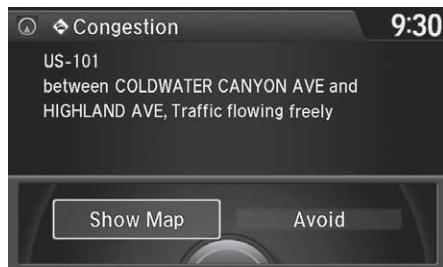 Congestion
9:30
US-101
between COLDWATER CANYON AVE and
HIGHLAND AVE, Traffic flowing freely
Show Map
Avoid